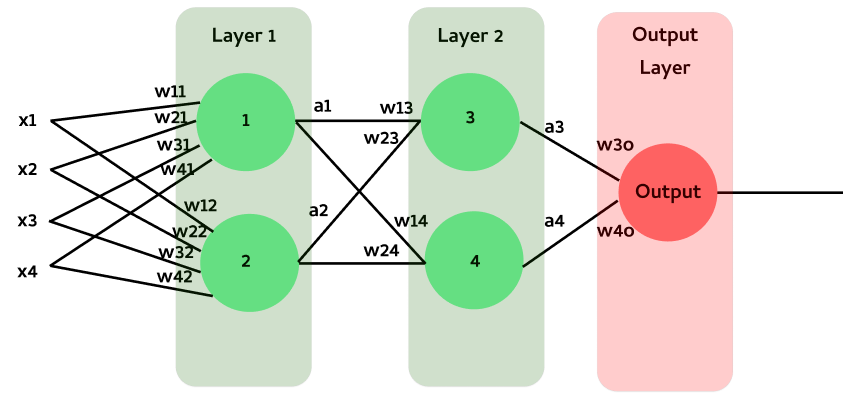 Layer 1
Layer 2
Output
Layer
x1
x2
x3
x4
w11
w21
w31
w41
w12
w22
w32
w42
1
2
a1
a2
w13
w23
w14
w24
3
4
a3
a4
w3o
w4o
Output